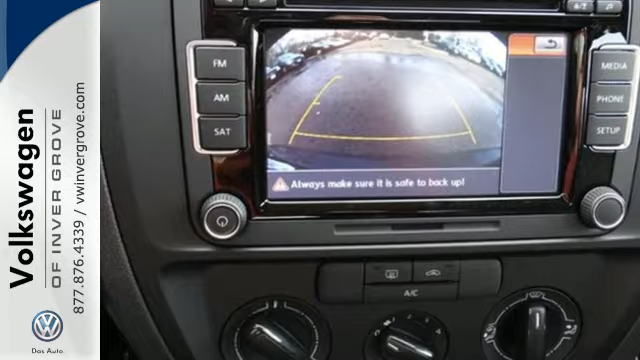 Volkswagen
OF INVER GROVE
877.876.4339 / vwinvergrove.com
Das Auto.
FM
AM
SAT
MEDIA
PHONE
SETUP
Always make sure it is safe to back up!
A/C